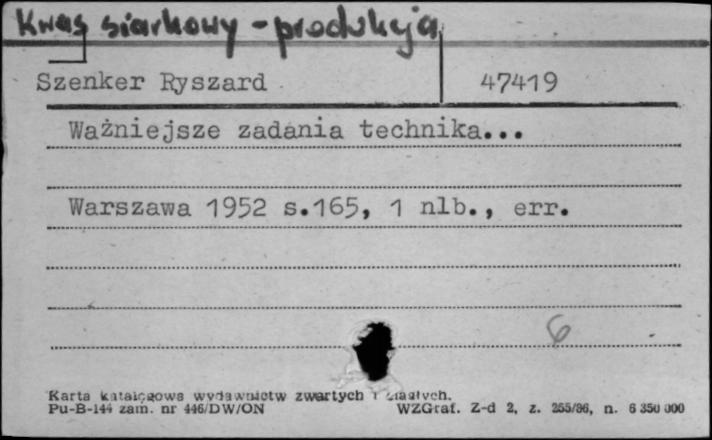 Kwas siarkowy - produkcja
Szenker Ryszard 47419
Ważniejsze zadania technika...
Warszawa 1952 s.165, 1 nlb., err.
6
Karta katalogowa wydawnictw zwartych i ciągłych.
Pu-B-144 zam. nr 446/DW/ON WZGraf. Z-d 2, z. 255/86, n. 6 350 000